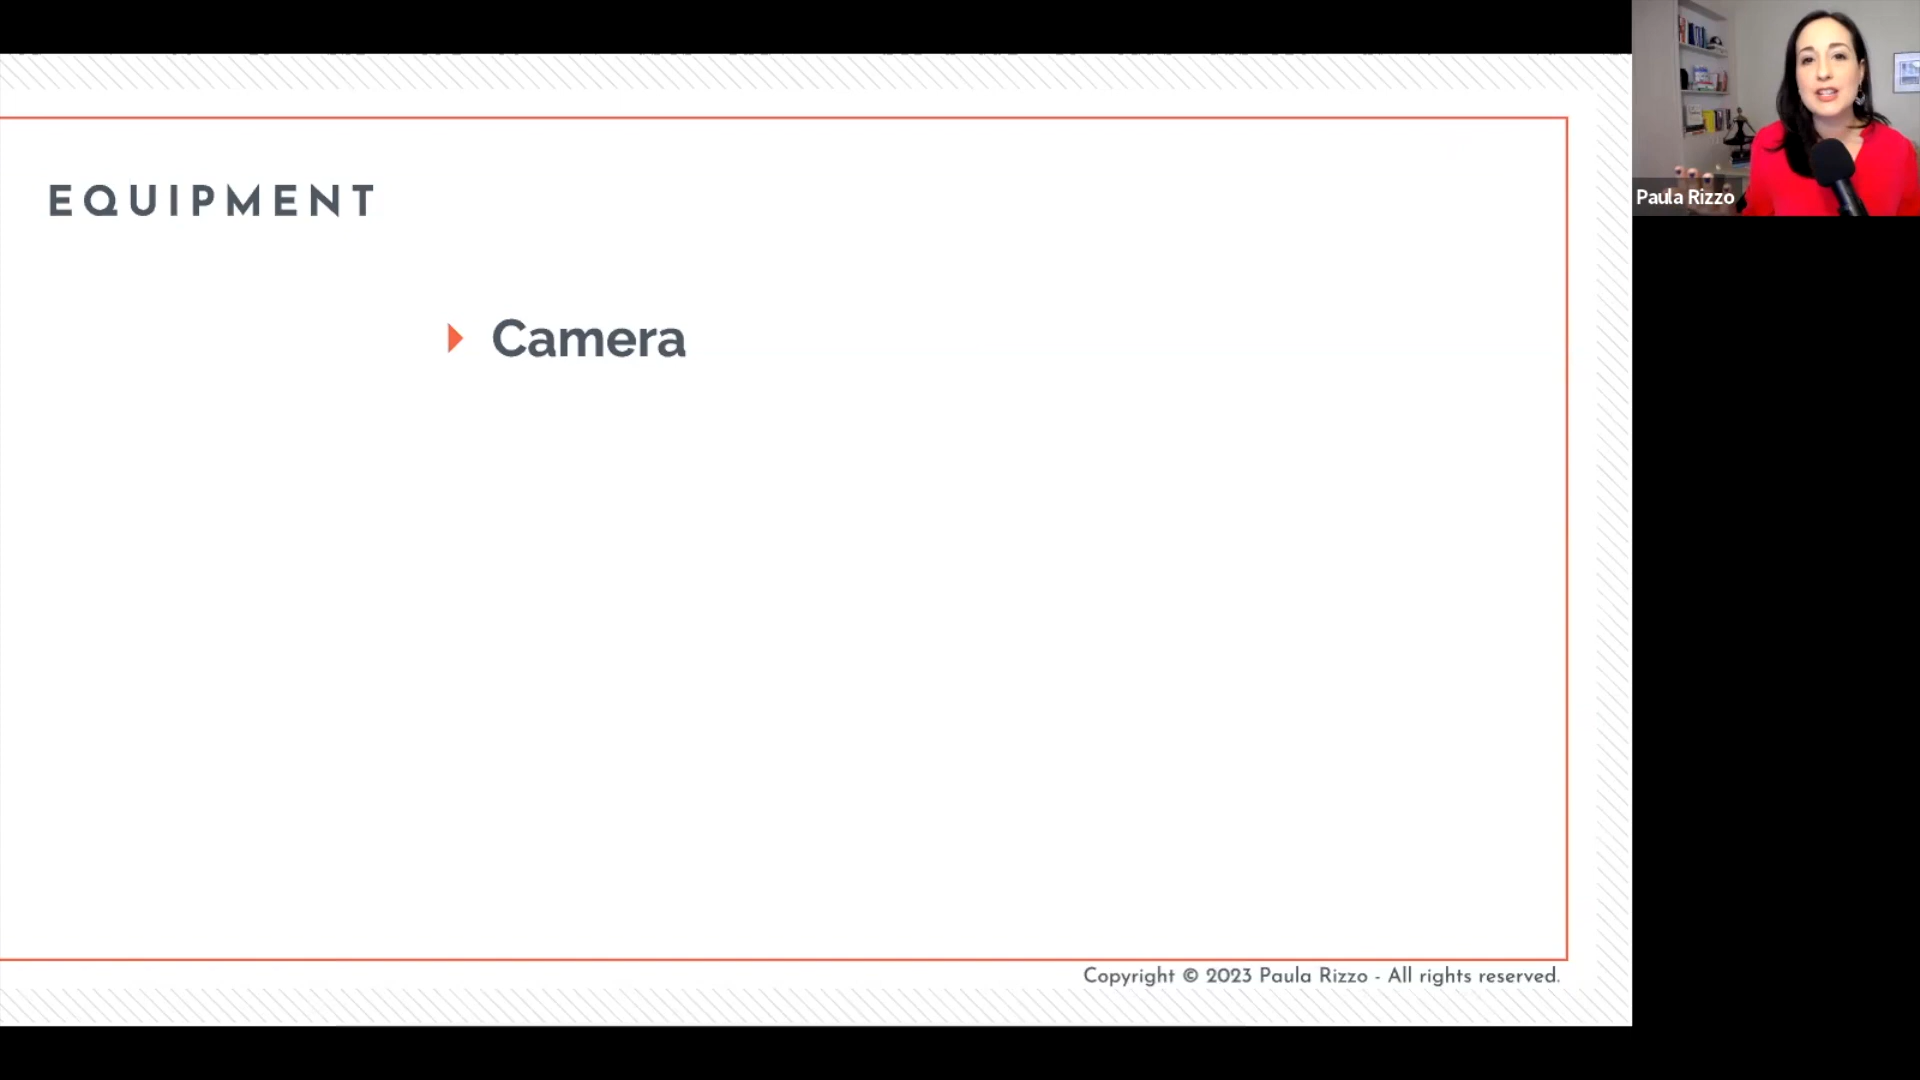 EQUIPMENT
Camera
Copyright © 2023 Paula Rizzo - All rights reserved.
Paula Rizzo